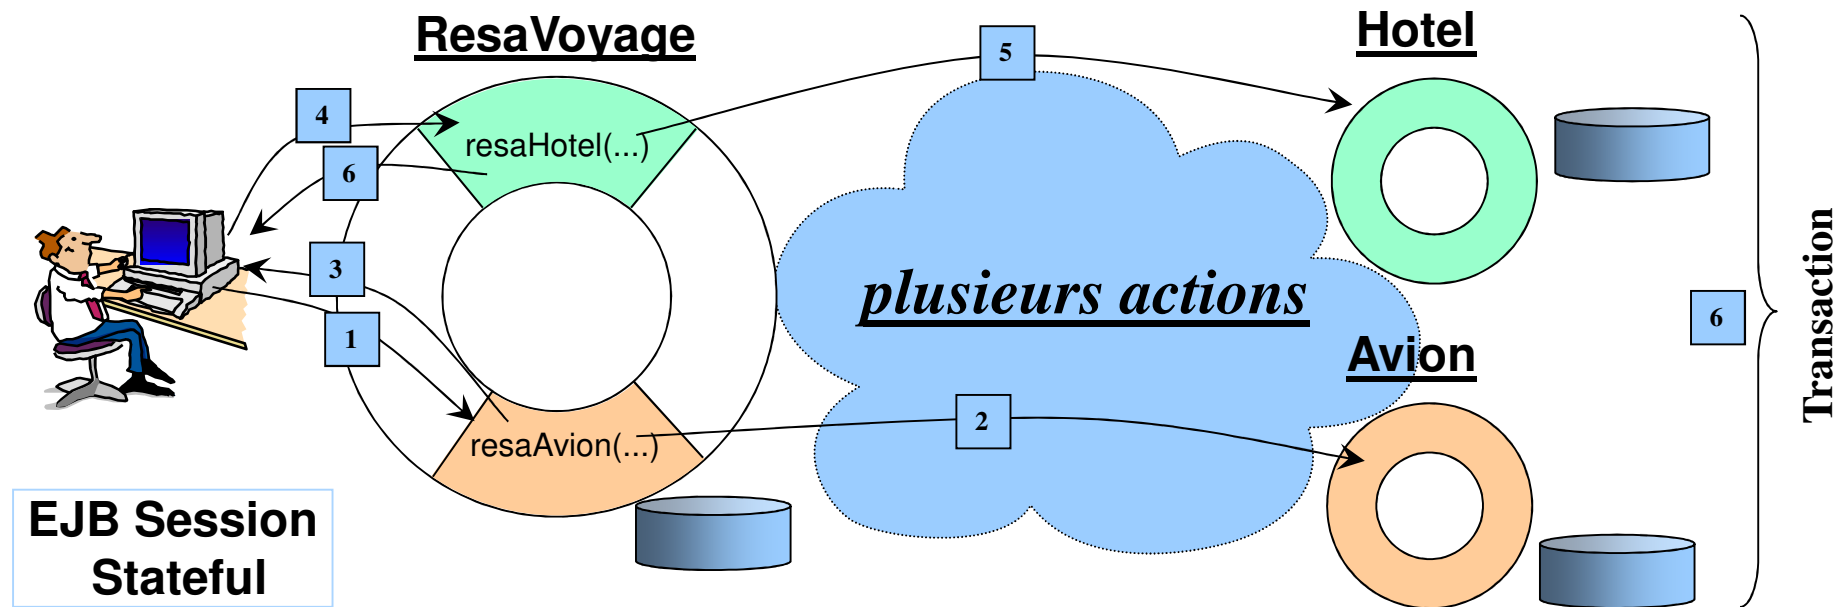 ResaVoyage
Hotel
5
4
resaHotel(...)
6
3
plusieurs actions
6
Transaction
1
Avion
2
resaAvion(...)
EJB Session
Stateful